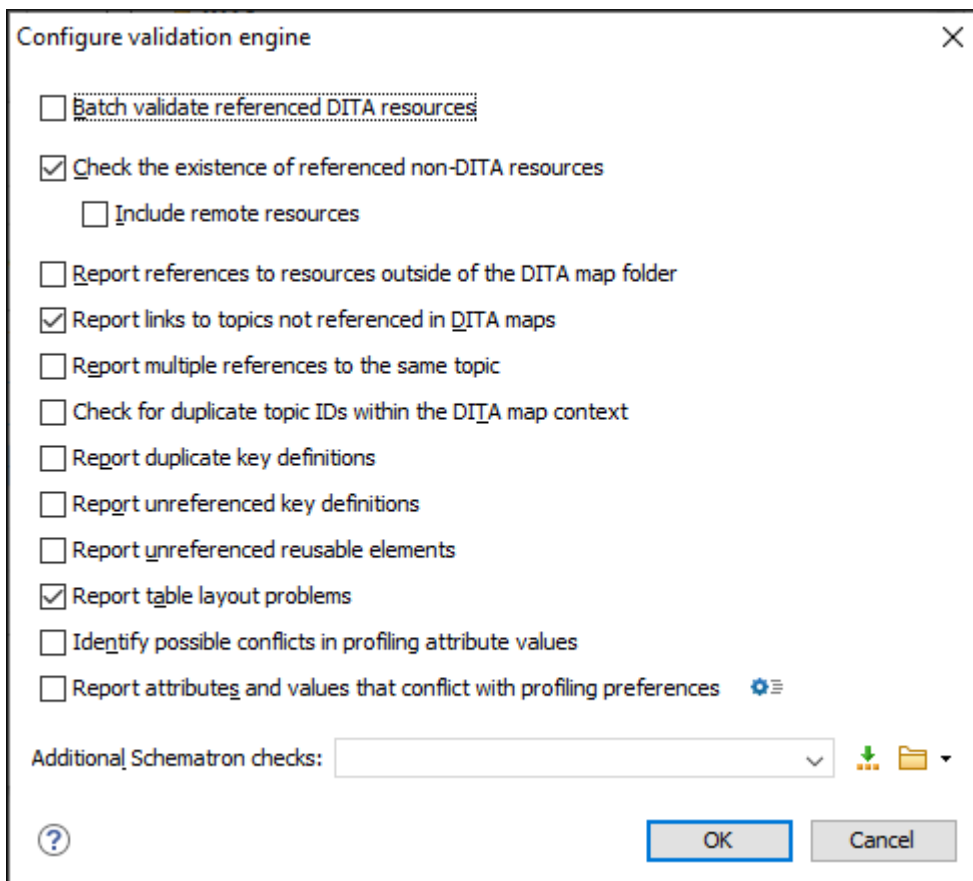 Configure validation engine
Batch validate referenced DITA resources
Check the existence of referenced non-DITA resources
Include remote resources
Report references to resources outside of the DITA map folder
Report links to topics not referenced in DITA maps
Report multiple references to the same topic
Check for duplicate topic IDs within the DITA map context
Report duplicate key definitions
Report unreferenced key definitions
Report unreferenced reusable elements
Report table layout problems
Identify possible conflicts in profiling attribute values
Report attributes and values that conflict with profiling preferences
Additional Schematron checks:
OK Cancel